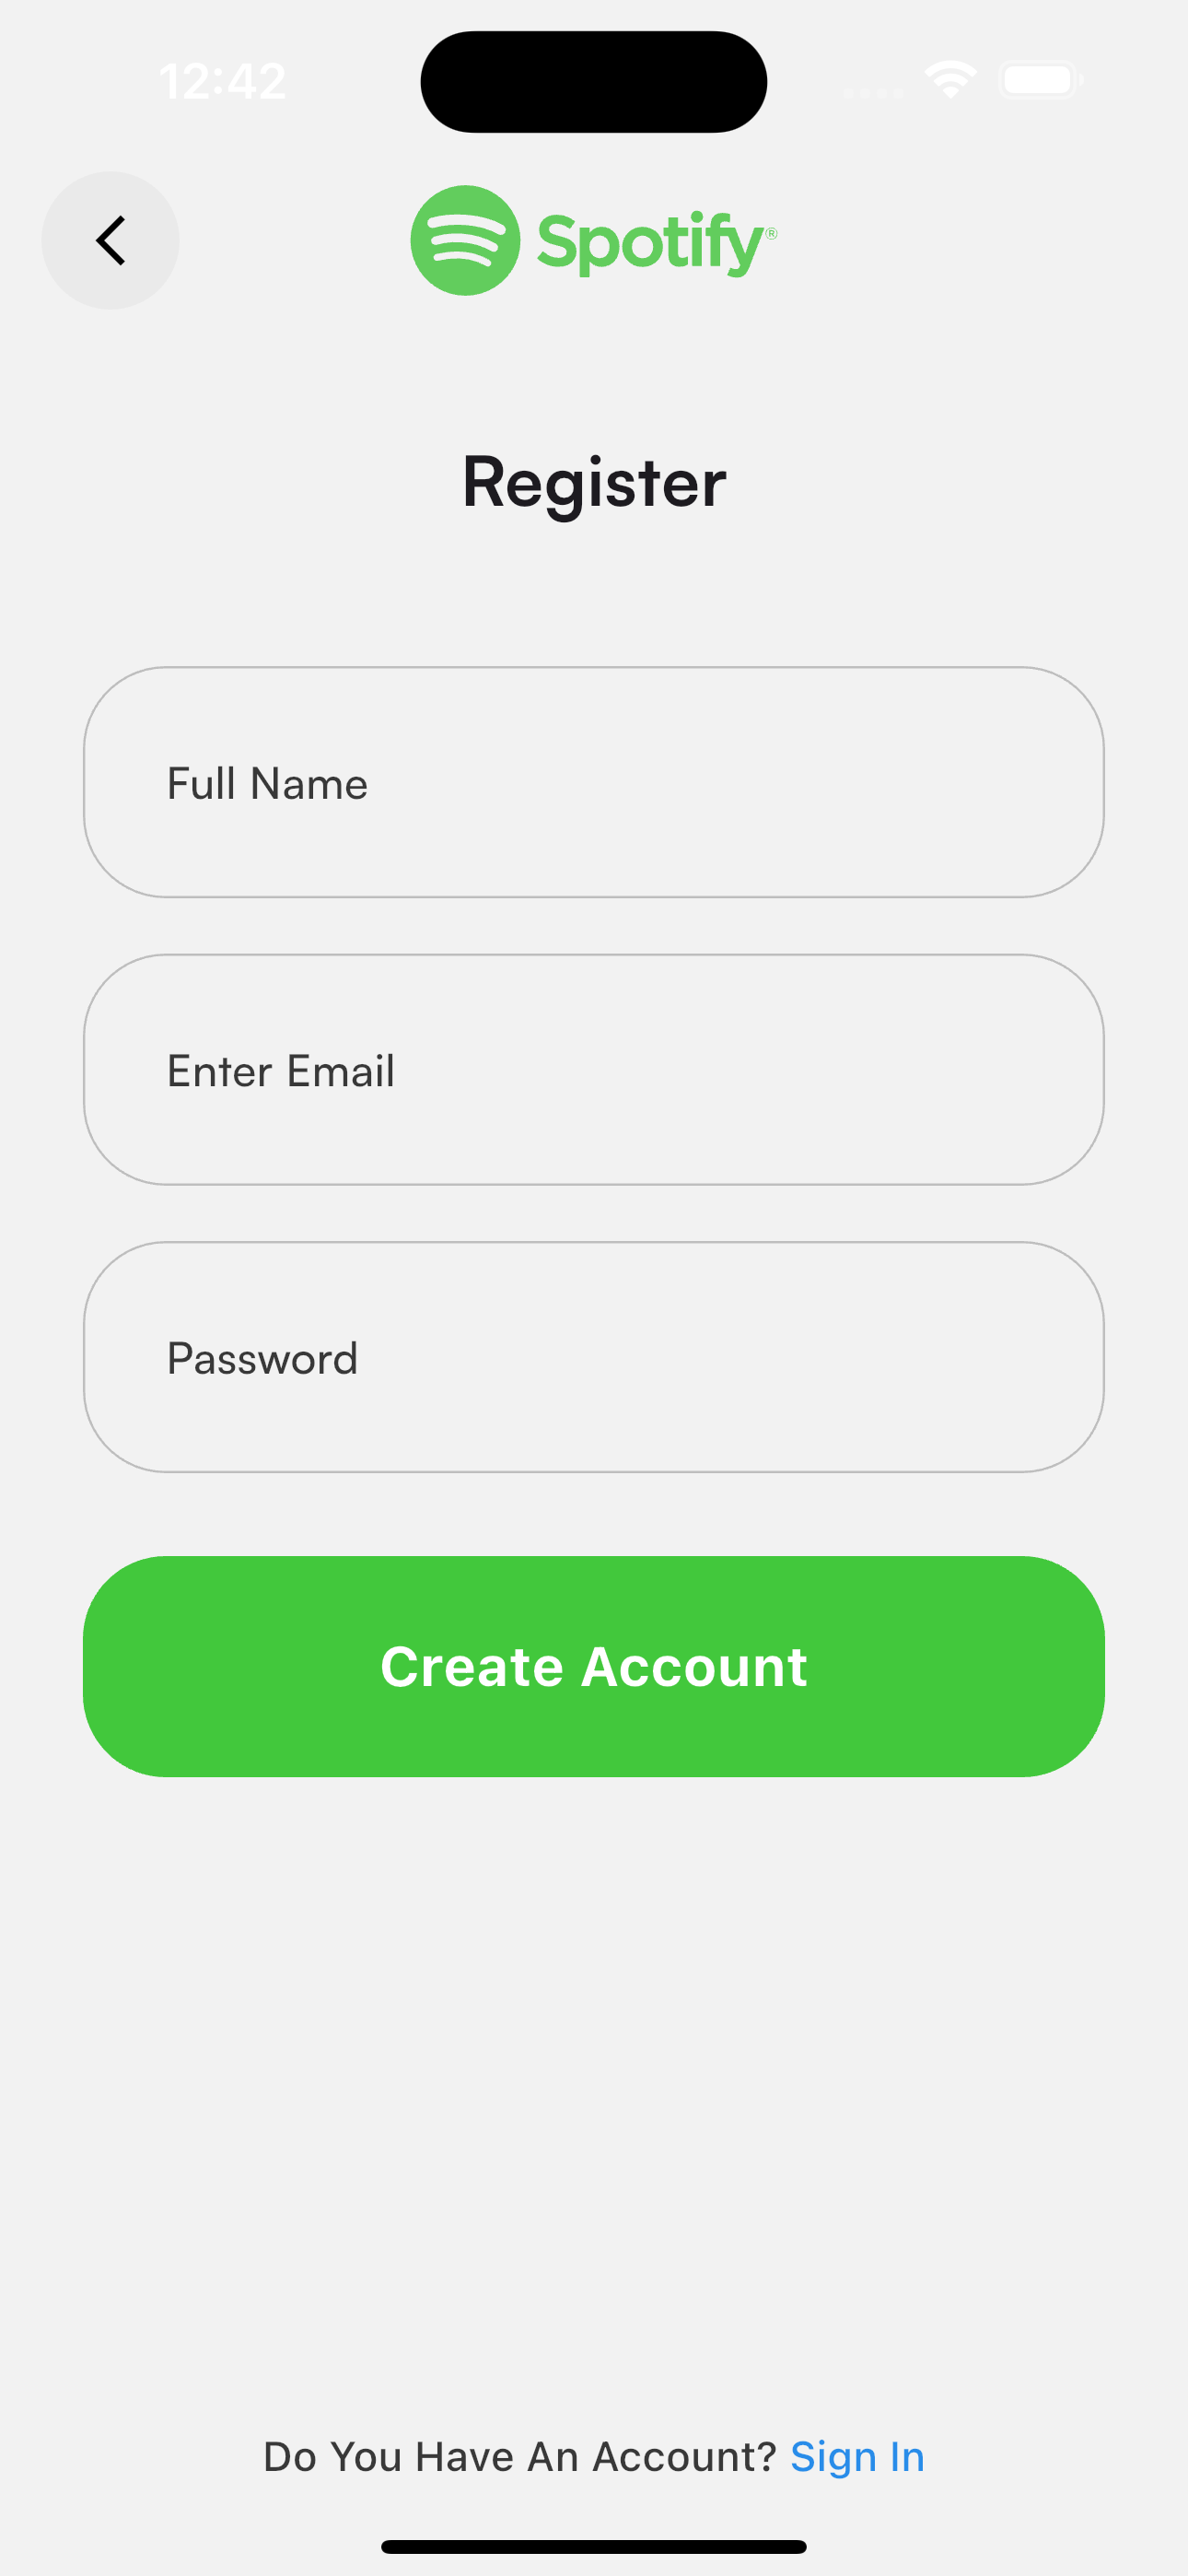 12:42
Spotify®
Register
Full Name
Enter Email
Password
Create Account
Do You Have An Account? Sign In